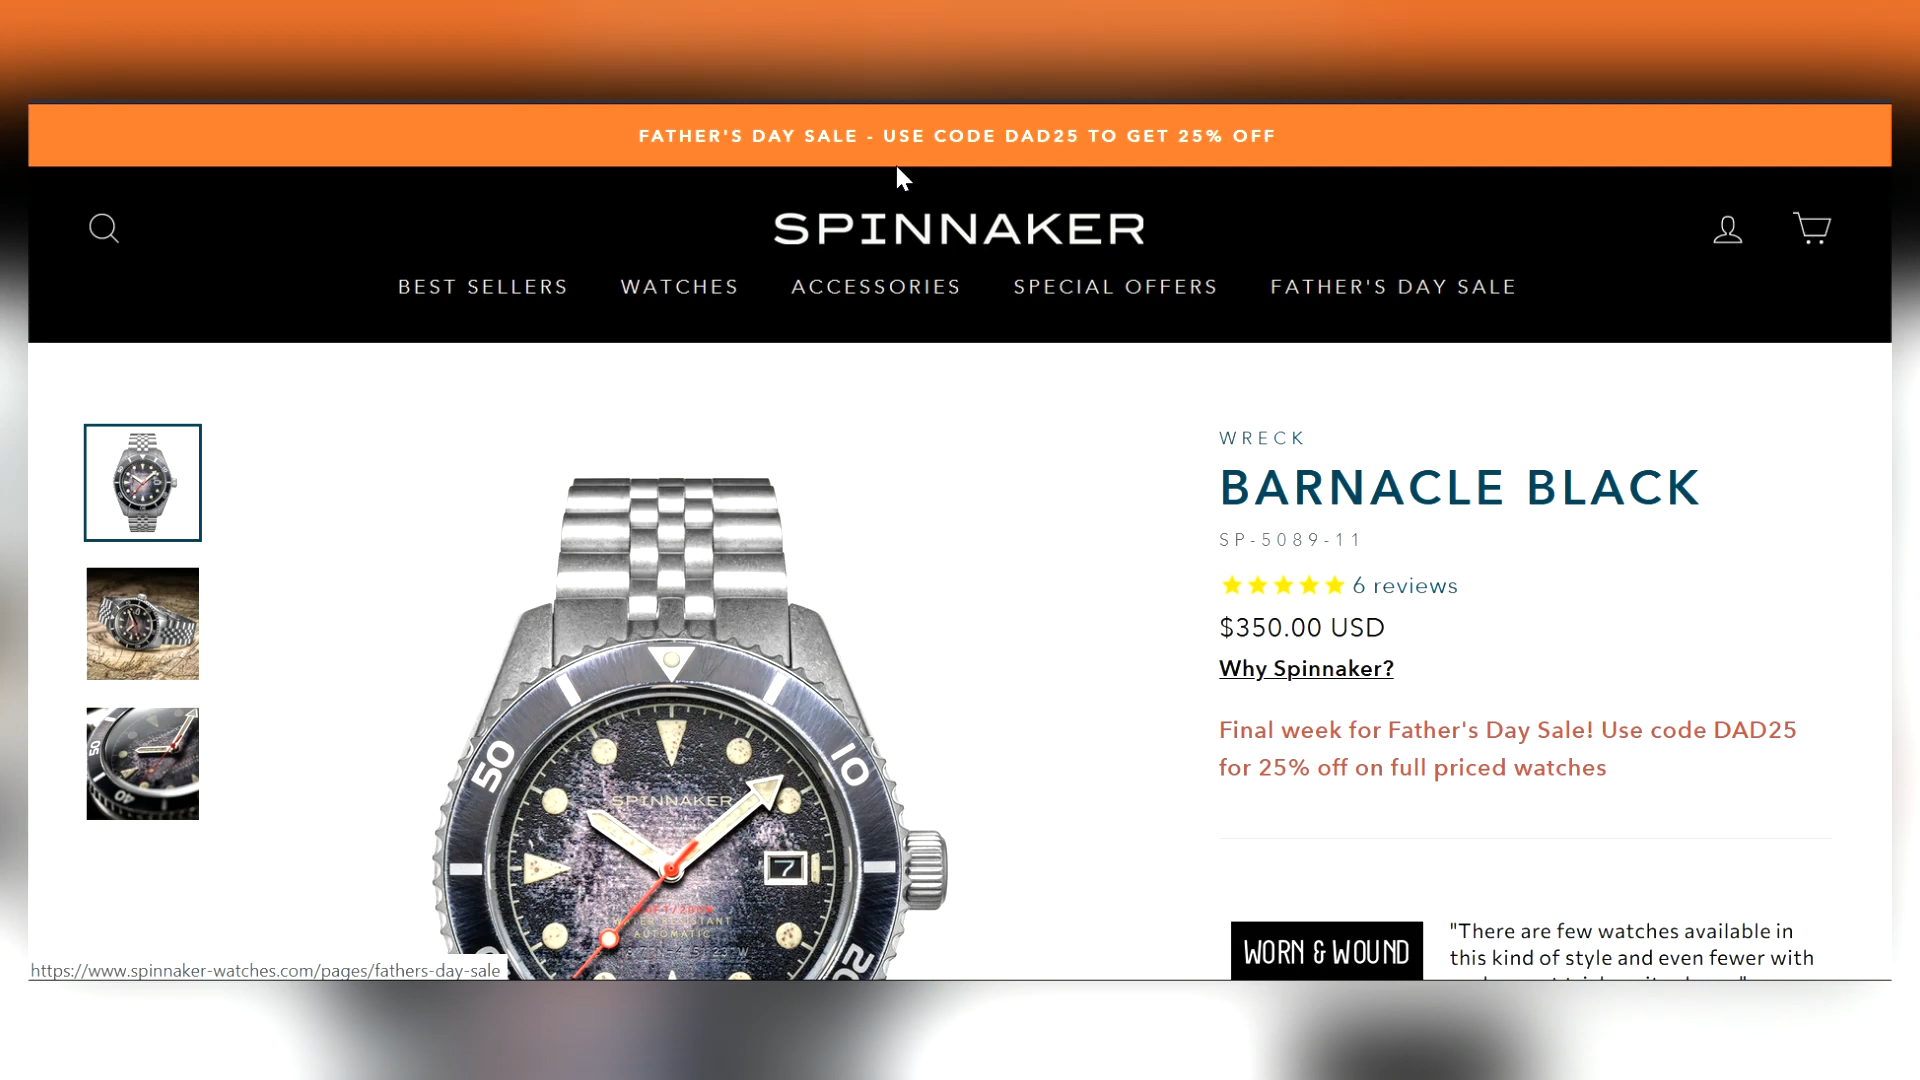 FATHER'S DAY SALE - USE CODE DAD25 TO GET 25% OFF
SPINNAKER
BEST SELLERS WATCHES ACCESSORIES SPECIAL OFFERS FATHER'S DAY SALE
WRECK
BARNACLE BLACK
SP-5089-11
6 reviews
$350.00 USD
Why Spinnaker?
Final week for Father's Day Sale! Use code DAD25
for 25% off on full priced watches
50
10
SPINNAKER
7
AUTOMATIC
20
50
40
WORN & WOUND
"There are few watches available in
this kind of style and even fewer with
https://www.spinnaker-watches.com/pages/fathers-day-sale